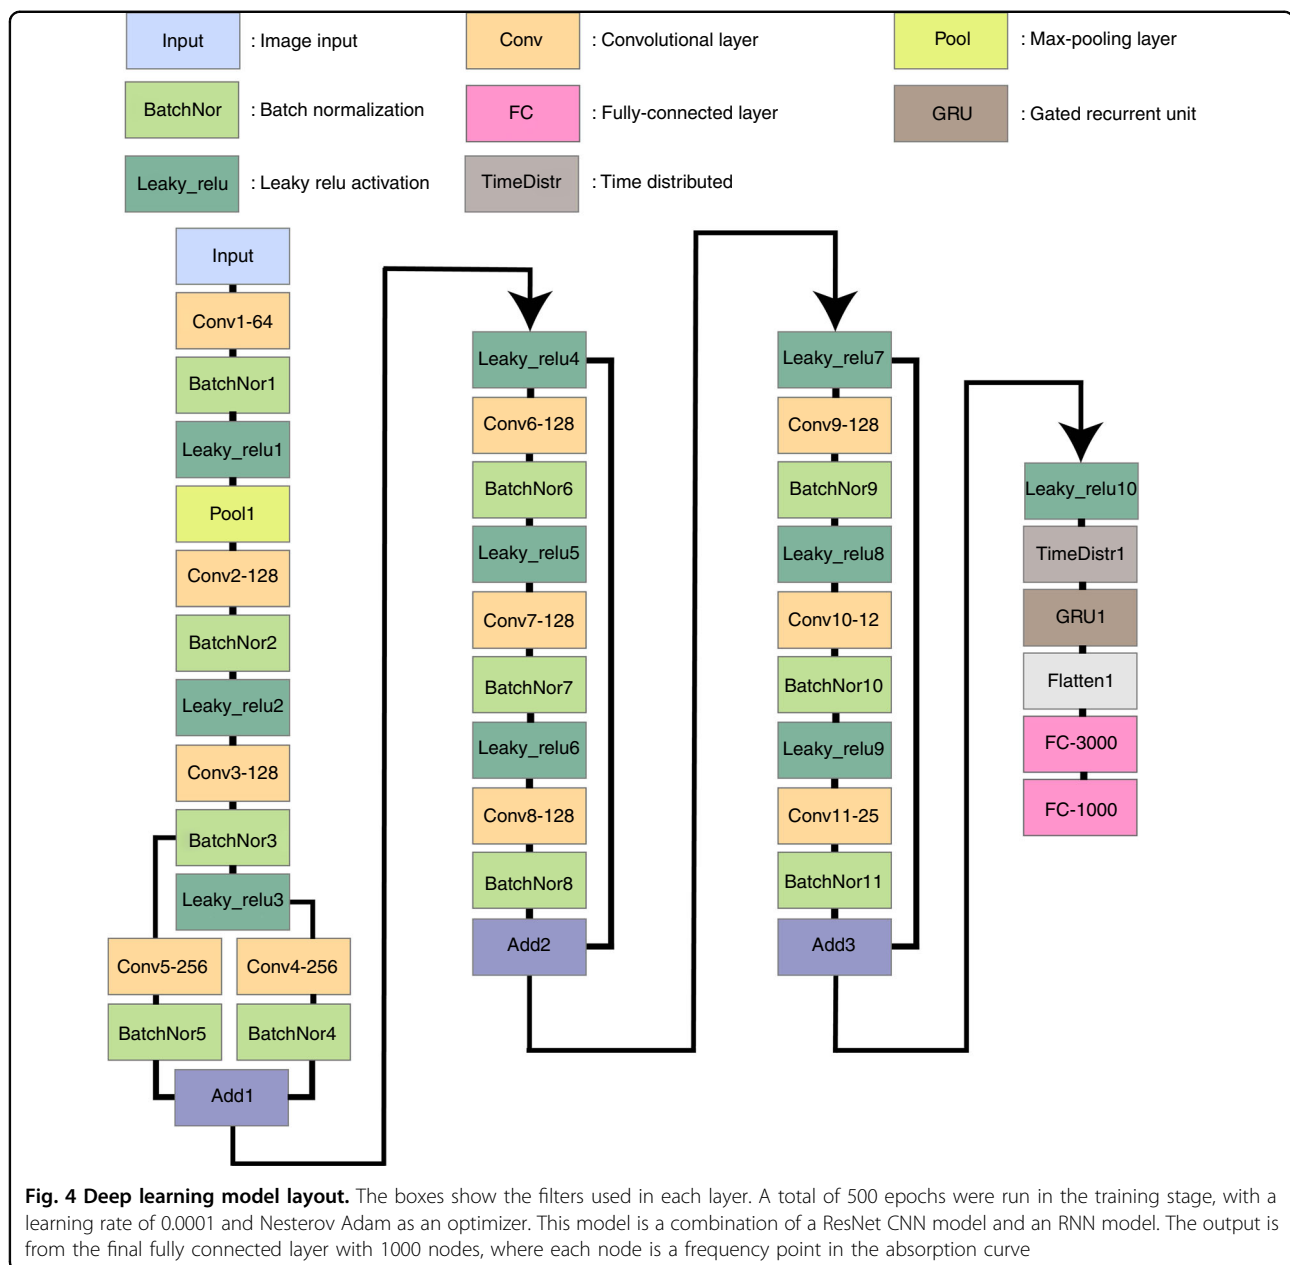 Input : Image input
Conv : Convolutional layer
Pool : Max-pooling layer
BatchNor : Batch normalization
FC : Fully-connected layer
GRU : Gated recurrent unit
Leaky_relu : Leaky relu activation
TimeDistr : Time distributed
Input
Conv1-64
BatchNor1
Leaky_relu1
Pool1
Conv2-128
BatchNor2
Leaky_relu2
Conv3-128
BatchNor3
Leaky_relu3
Conv5-256
Conv4-256
BatchNor5
BatchNor4
Add1
Leaky_relu4
Conv6-128
BatchNor6
Leaky_relu5
Conv7-128
BatchNor7
Leaky_relu6
Conv8-128
BatchNor8
Add2
Leaky_relu7
Conv9-128
BatchNor9
Leaky_relu8
Conv10-12
BatchNor10
Leaky_relu9
Conv11-25
BatchNor11
Add3
Leaky_relu10
TimeDistr1
GRU1
Flatten1
FC-3000
FC-1000
Fig. 4 Deep learning model layout. The boxes show the filters used in each layer. A total of 500 epochs were run in the training stage, with a
learning rate of 0.0001 and Nesterov Adam as an optimizer. This model is a combination of a ResNet CNN model and an RNN model. The output is
from the final fully connected layer with 1000 nodes, where each node is a frequency point in the absorption curve